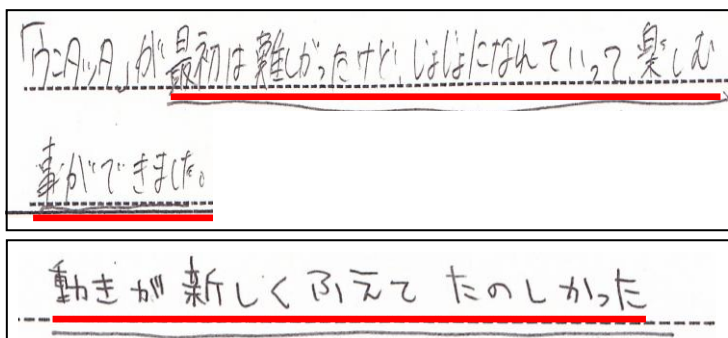 「ウンタッタ」が最初は難しかったけど、じょじょになれていって、楽しむ
事ができました。
動きが新しくふえてたのしかった